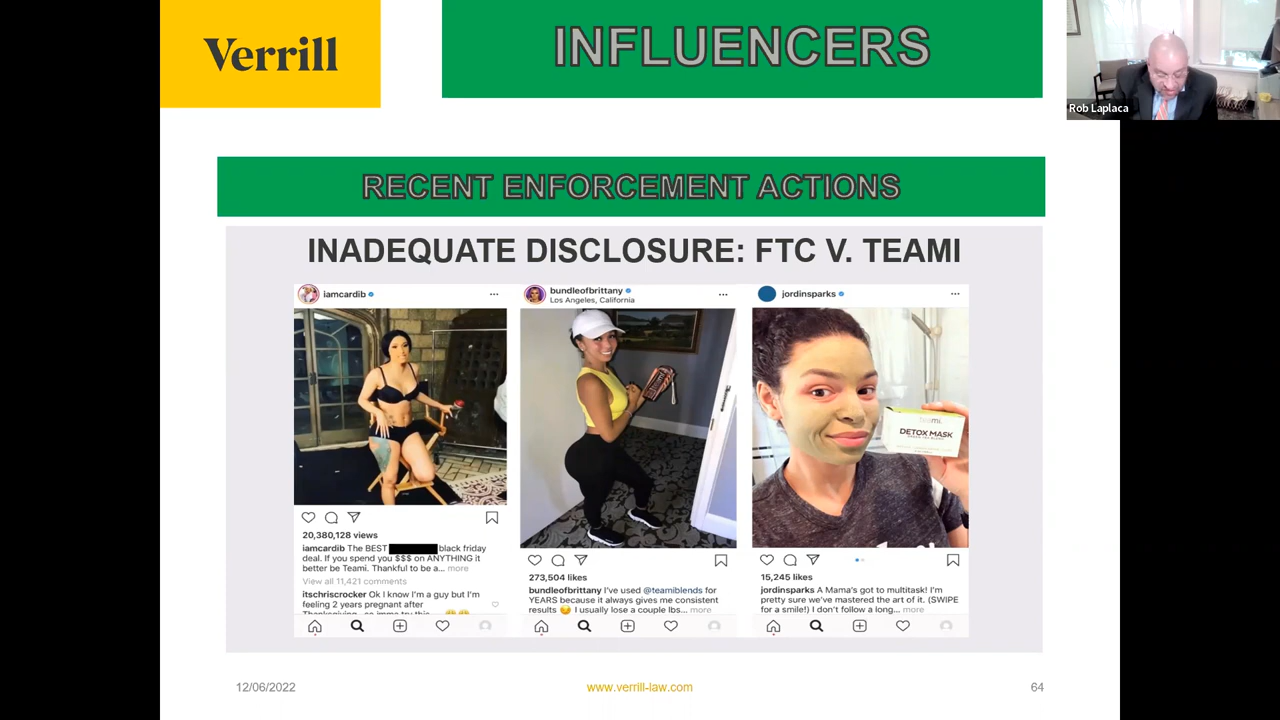 Verrill
INFLUENCERS
Rob Laplaca
RECENT ENFORCEMENT ACTIONS
INADEQUATE DISCLOSURE: FTC V. TEAMI
iamcardib
20,380,128 views
iamcardib The BEST black friday
deal. If you spend you $$$ on ANYTHING it
better be Teami. Thankful to be a... more
View all 11,421 comments
itschriscrocker Ok I know I'm a guy but I'm
feeling 2 years pregnant after
bundleofbrittany
Los Angeles, California
273,504 likes
bundleofbrittany I've used @teamiblends for
YEARS because it always gives me consistent
results 😏 I usually lose a couple lbs... more
jordinsparks
teami.
DETOX MASK
15,245 likes
jordinsparks A Mama's got to multitask! I'm
pretty sure we've mastered the art of it. (SWIPE
for a smile!) I don't follow a long... more
12/06/2022
www.verrill-law.com
64